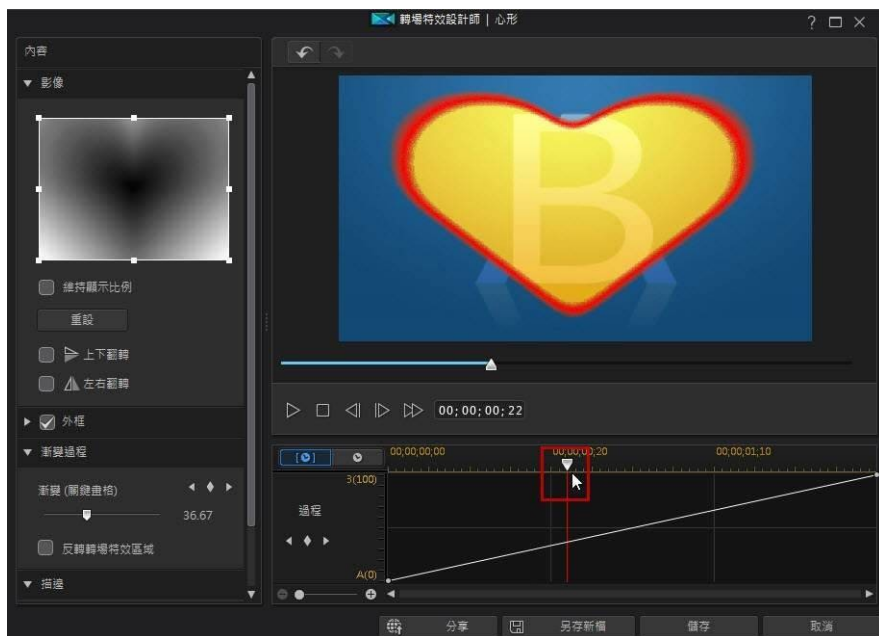 轉場特效設計師 | 心形
?
內容
影像
B
維持顯示比例
重設
上下翻轉
左右翻轉
00;00;00;22
外框
漸變過程
00;00;00;00 00;00;00;20 00;00;01;10
B(100)
漸變 (關鍵畫格)
過程
36.67
反轉轉場特效區域
A(0)
描邊
分享 另存新檔 儲存 取消